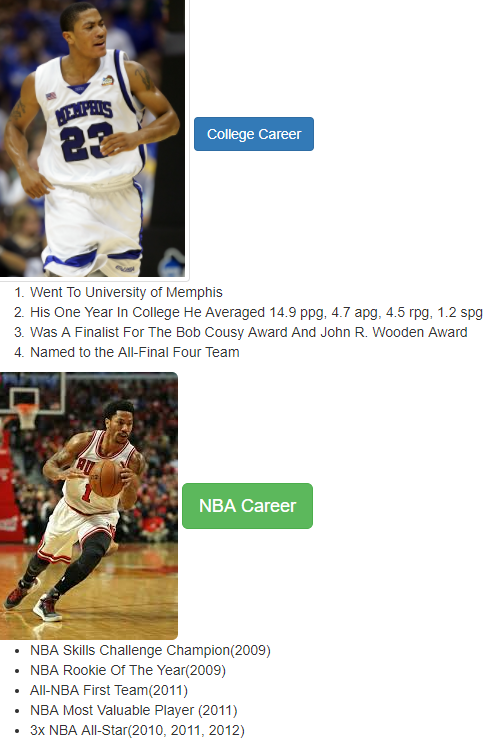 MEMPHIS
23
College Career
1. Went To University of Memphis
2. His One Year In College He Averaged 14.9 ppg, 4.7 apg, 4.5 rpg, 1.2 spg
3. Was A Finalist For The Bob Cousy Award And John R. Wooden Award
4. Named to the All-Final Four Team
1
NBA Career
• NBA Skills Challenge Champion(2009)
• NBA Rookie Of The Year(2009)
• All-NBA First Team(2011)
• NBA Most Valuable Player (2011)
• 3x NBA All-Star(2010, 2011, 2012)